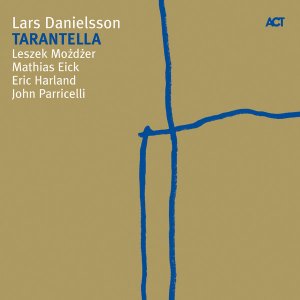 Lars Danielsson
ACT
TARANTELLA
Leszek Możdżer
Mathias Eick
Eric Harland
John Parricelli